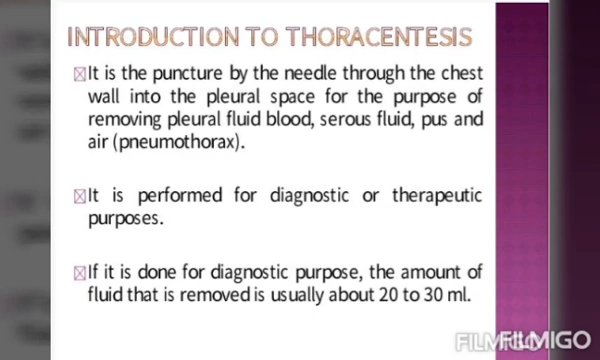 INTRODUCTION TO THORACENTESIS
It is the puncture by the needle through the chest
wall into the pleural space for the purpose of
removing pleural fluid blood, serous fluid, pus and
air (pneumothorax).
It is performed for diagnostic or therapeutic
purposes.
If it is done for diagnostic purpose, the amount of
fluid that is removed is usually about 20 to 30 ml.
FILMFILMIGO